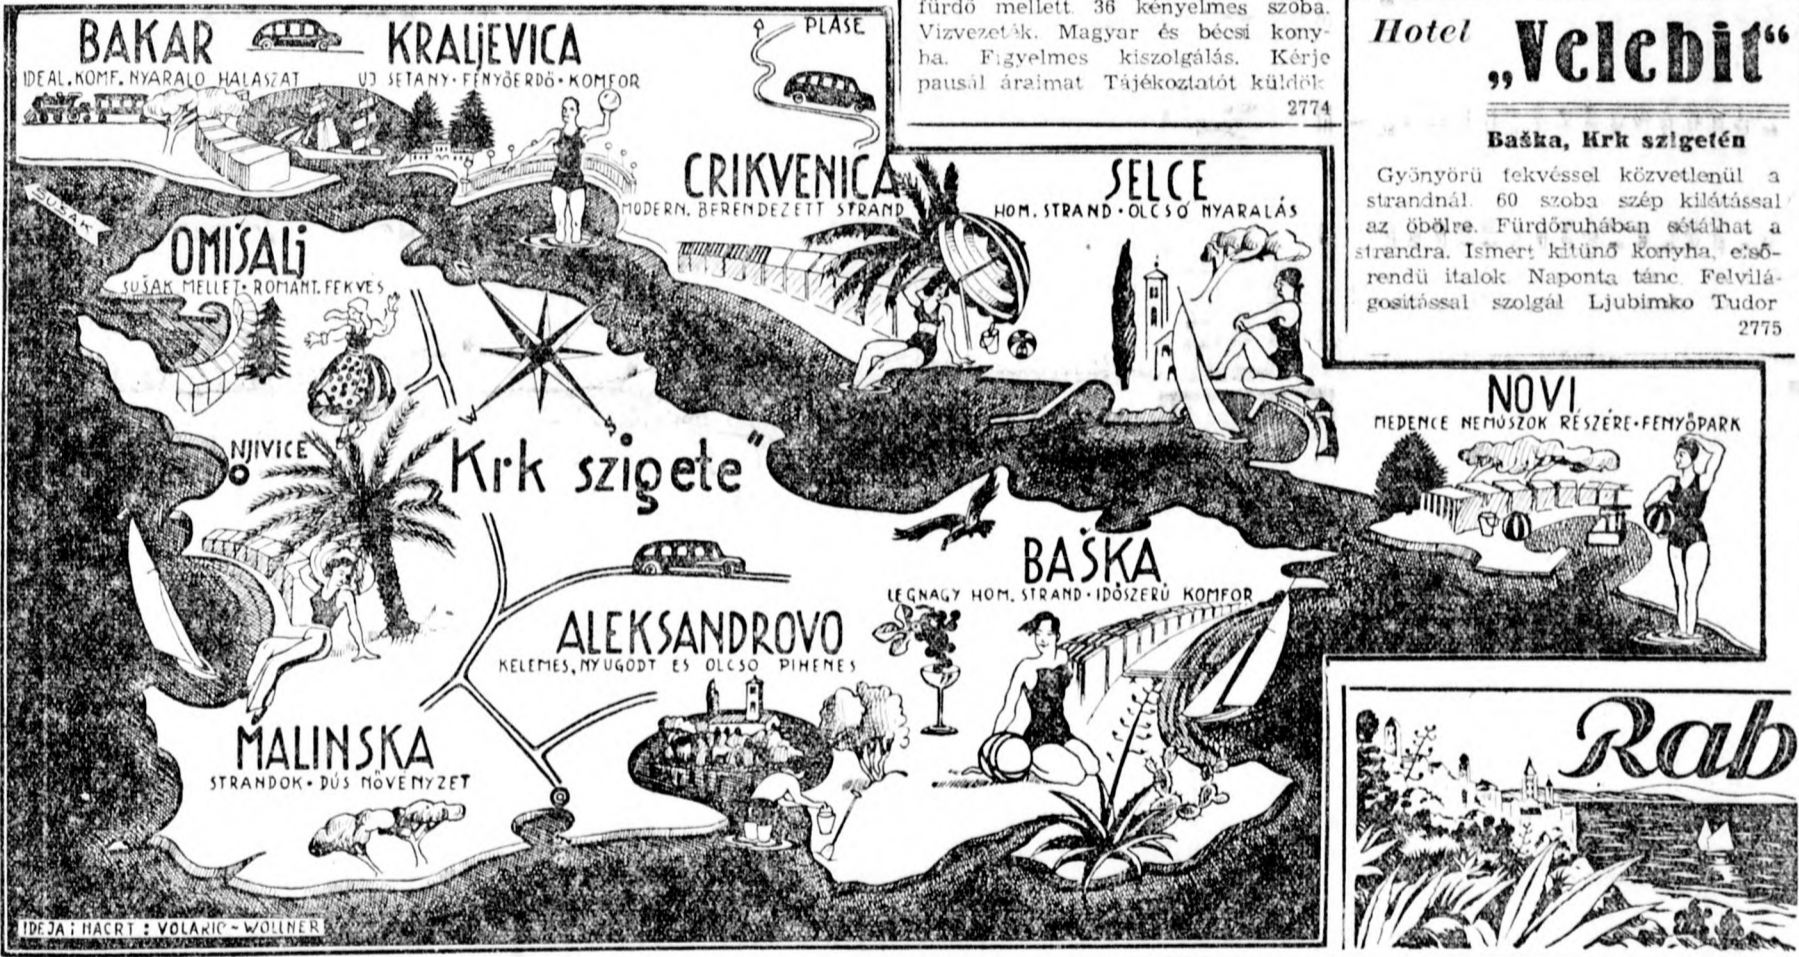 BAKAR
IDEAL. KOMF. NYARALO HALASZAT
KRALJEVICA
UJ SETANY • FENYŐERDŐ • KOMFOR
PLASE
SUŠAK
CRIKVENICA
MODERN. BERENDEZETT STRAND
SELCE
HOM. STRAND • OLCSÓ NYARALÁS
OMIŠALJ
SUŠAK MELLET • ROMANT. FEKVES
NOVI
MEDENCE NEMÚSZOK RÉSZÉRE • FENYŐPARK
NJIVICE
„Krk szigete"
BAŠKA
LEGNAGY HOM. STRAND • IDŐSZERŰ KOMFOR
ALEKSANDROVO
KELEMES, NYUGODT ES OLCSO PIHENES
MALINSKA
STRANDOK • DÚS NÖVENYZET
IDEJA i NACRT : VOLARIC - WOLLNER
fürdő mellett. 36 kényelmes szoba.
Vizvezeték. Magyar és bécsi kony-
ha. Figyelmes kiszolgálás. Kérje
pausál áraimat Tájékoztatót küldök
2774
Hotel „Velebit“
Baška, Krk szigetén
Gyönyörü fekvéssel közvetlenül a
strandnál. 60 szoba szép kilátással
az öbölre. Fürdőruhában sétálhat a
strandra. Ismert kitünő konyha, első-
rendü italok Naponta tánc. Felvilá-
gositással szolgál Ljubimko Tudor
2775
Rab